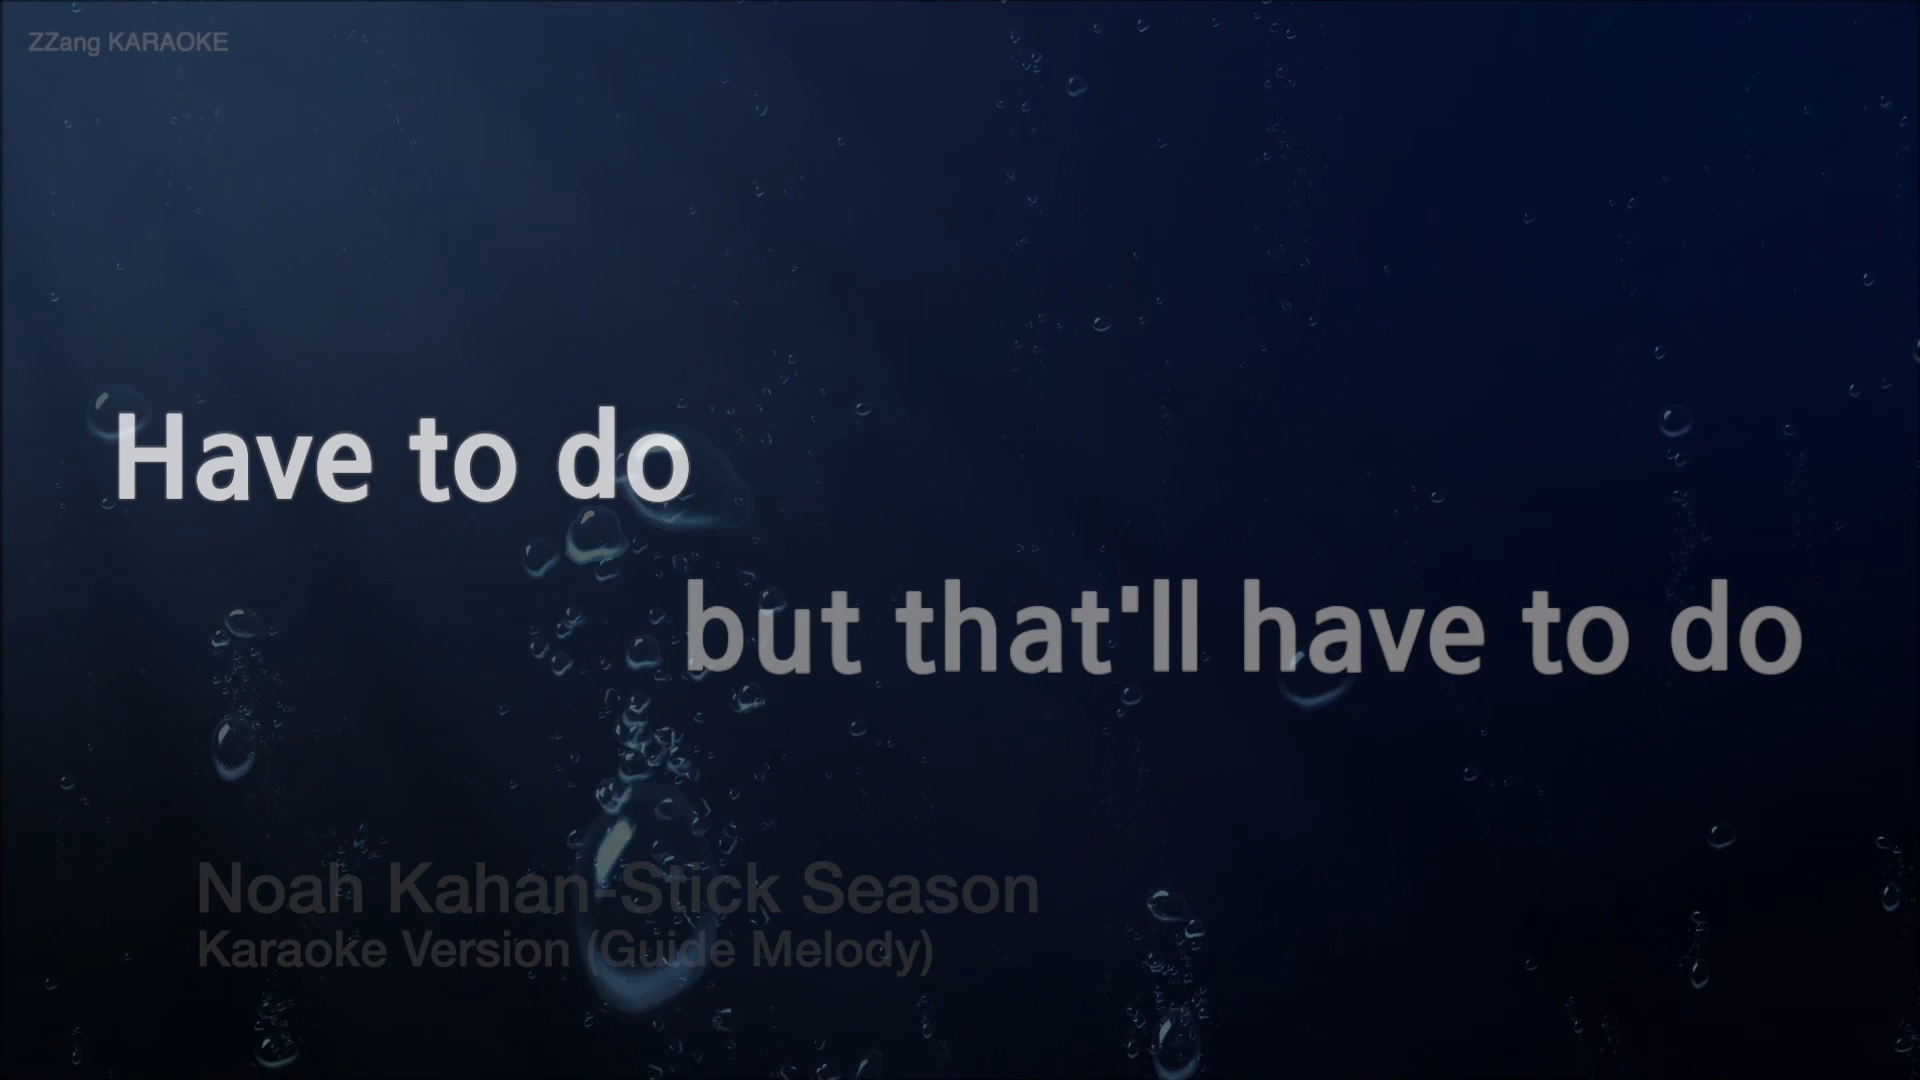 ZZang KARAOKE
Have to do
but that'll have to do
Noah Kahan-Stick Season
Karaoke Version (Guide Melody)